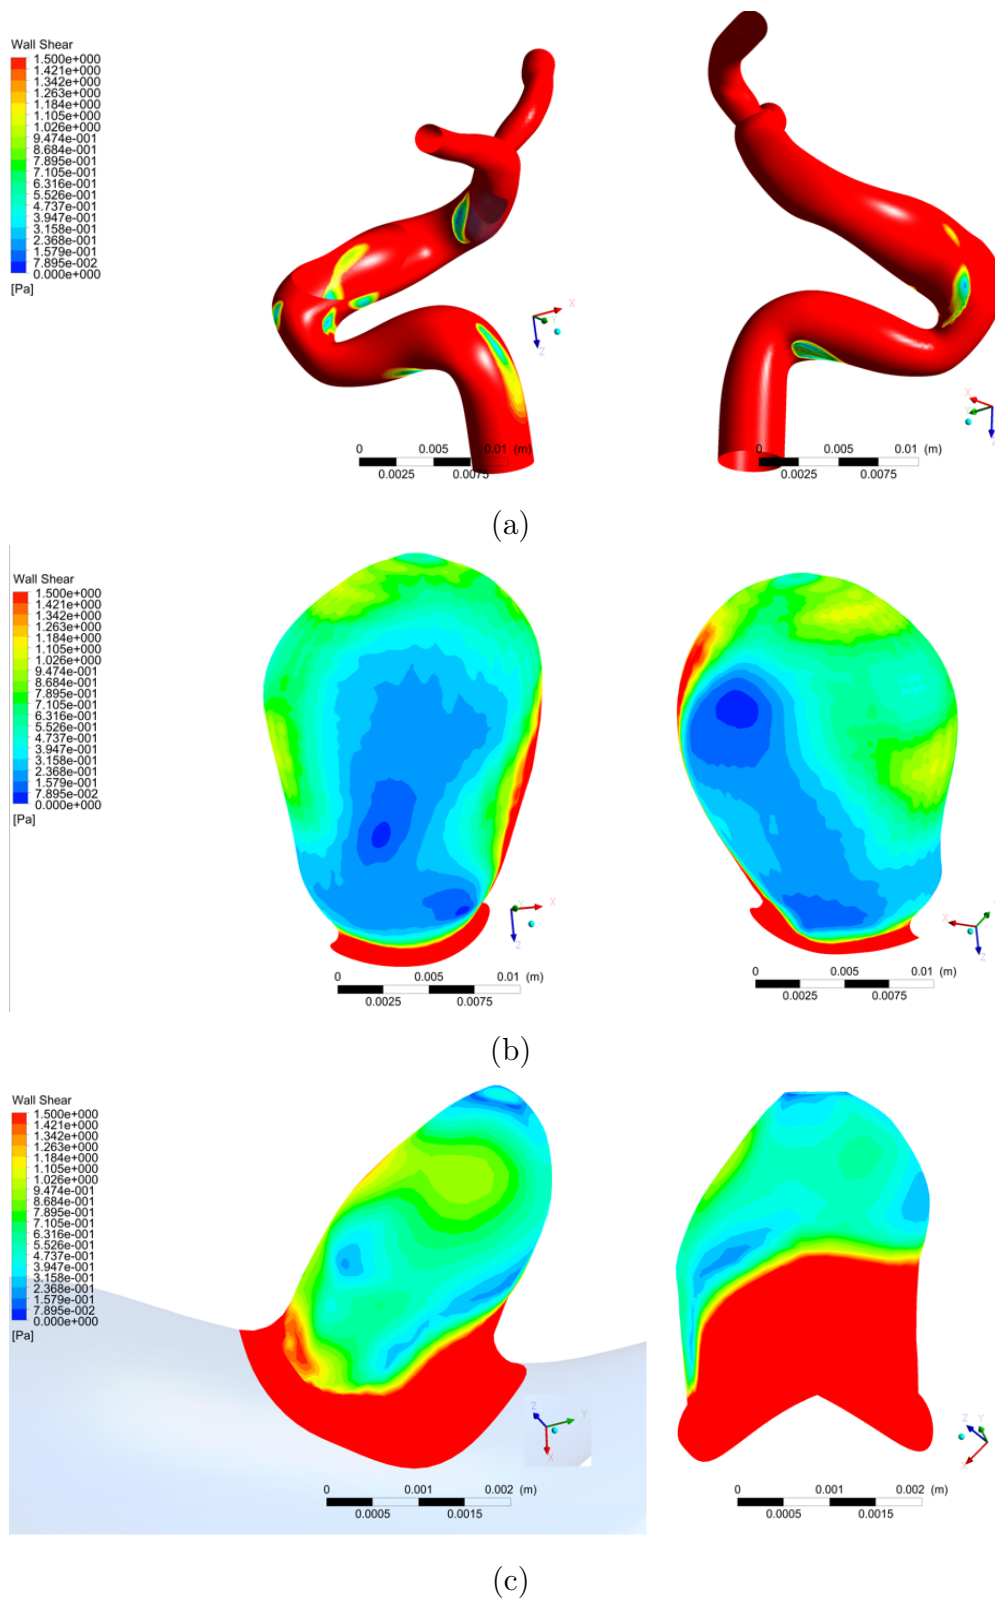 Wall Shear
1.500e+000
1.421e+000
1.342e+000
1.263e+000
1.184e+000
1.105e+000
1.026e+000
9.474e-001
8.684e-001
7.895e-001
7.105e-001
6.316e-001
5.526e-001
4.737e-001
3.947e-001
3.158e-001
2.368e-001
1.579e-001
7.895e-002
0.000e+000
[Pa]
X
Z
0 0.005 0.01 (m)
0.0025 0.0075
X
Z
0 0.005 0.01 (m)
0.0025 0.0075
(a)
Wall Shear
1.500e+000
1.421e+000
1.342e+000
1.263e+000
1.184e+000
1.105e+000
1.026e+000
9.474e-001
8.684e-001
7.895e-001
7.105e-001
6.316e-001
5.526e-001
4.737e-001
3.947e-001
3.158e-001
2.368e-001
1.579e-001
7.895e-002
0.000e+000
[Pa]
Y X
Z
0 0.005 0.01 (m)
0.0025 0.0075
X Y
Z
0 0.005 0.01 (m)
0.0025 0.0075
(b)
Wall Shear
1.500e+000
1.421e+000
1.342e+000
1.263e+000
1.184e+000
1.105e+000
1.026e+000
9.474e-001
8.684e-001
7.895e-001
7.105e-001
6.316e-001
5.526e-001
4.737e-001
3.947e-001
3.158e-001
2.368e-001
1.579e-001
7.895e-002
0.000e+000
[Pa]
Z Y
X
0 0.001 0.002 (m)
0.0005 0.0015
Z Y
X
0 0.001 0.002 (m)
0.0005 0.0015
(c)